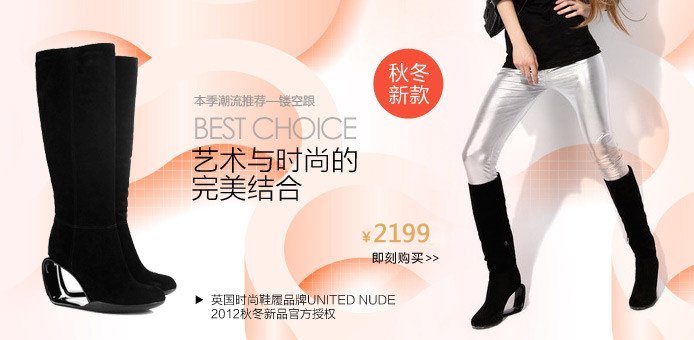 秋冬
新款
本季潮流推荐—镂空跟
BEST CHOICE
艺术与时尚的
完美结合
¥2199
即刻购买>>
▶ 英国时尚鞋履品牌UNITED NUDE
2012秋冬新品官方授权